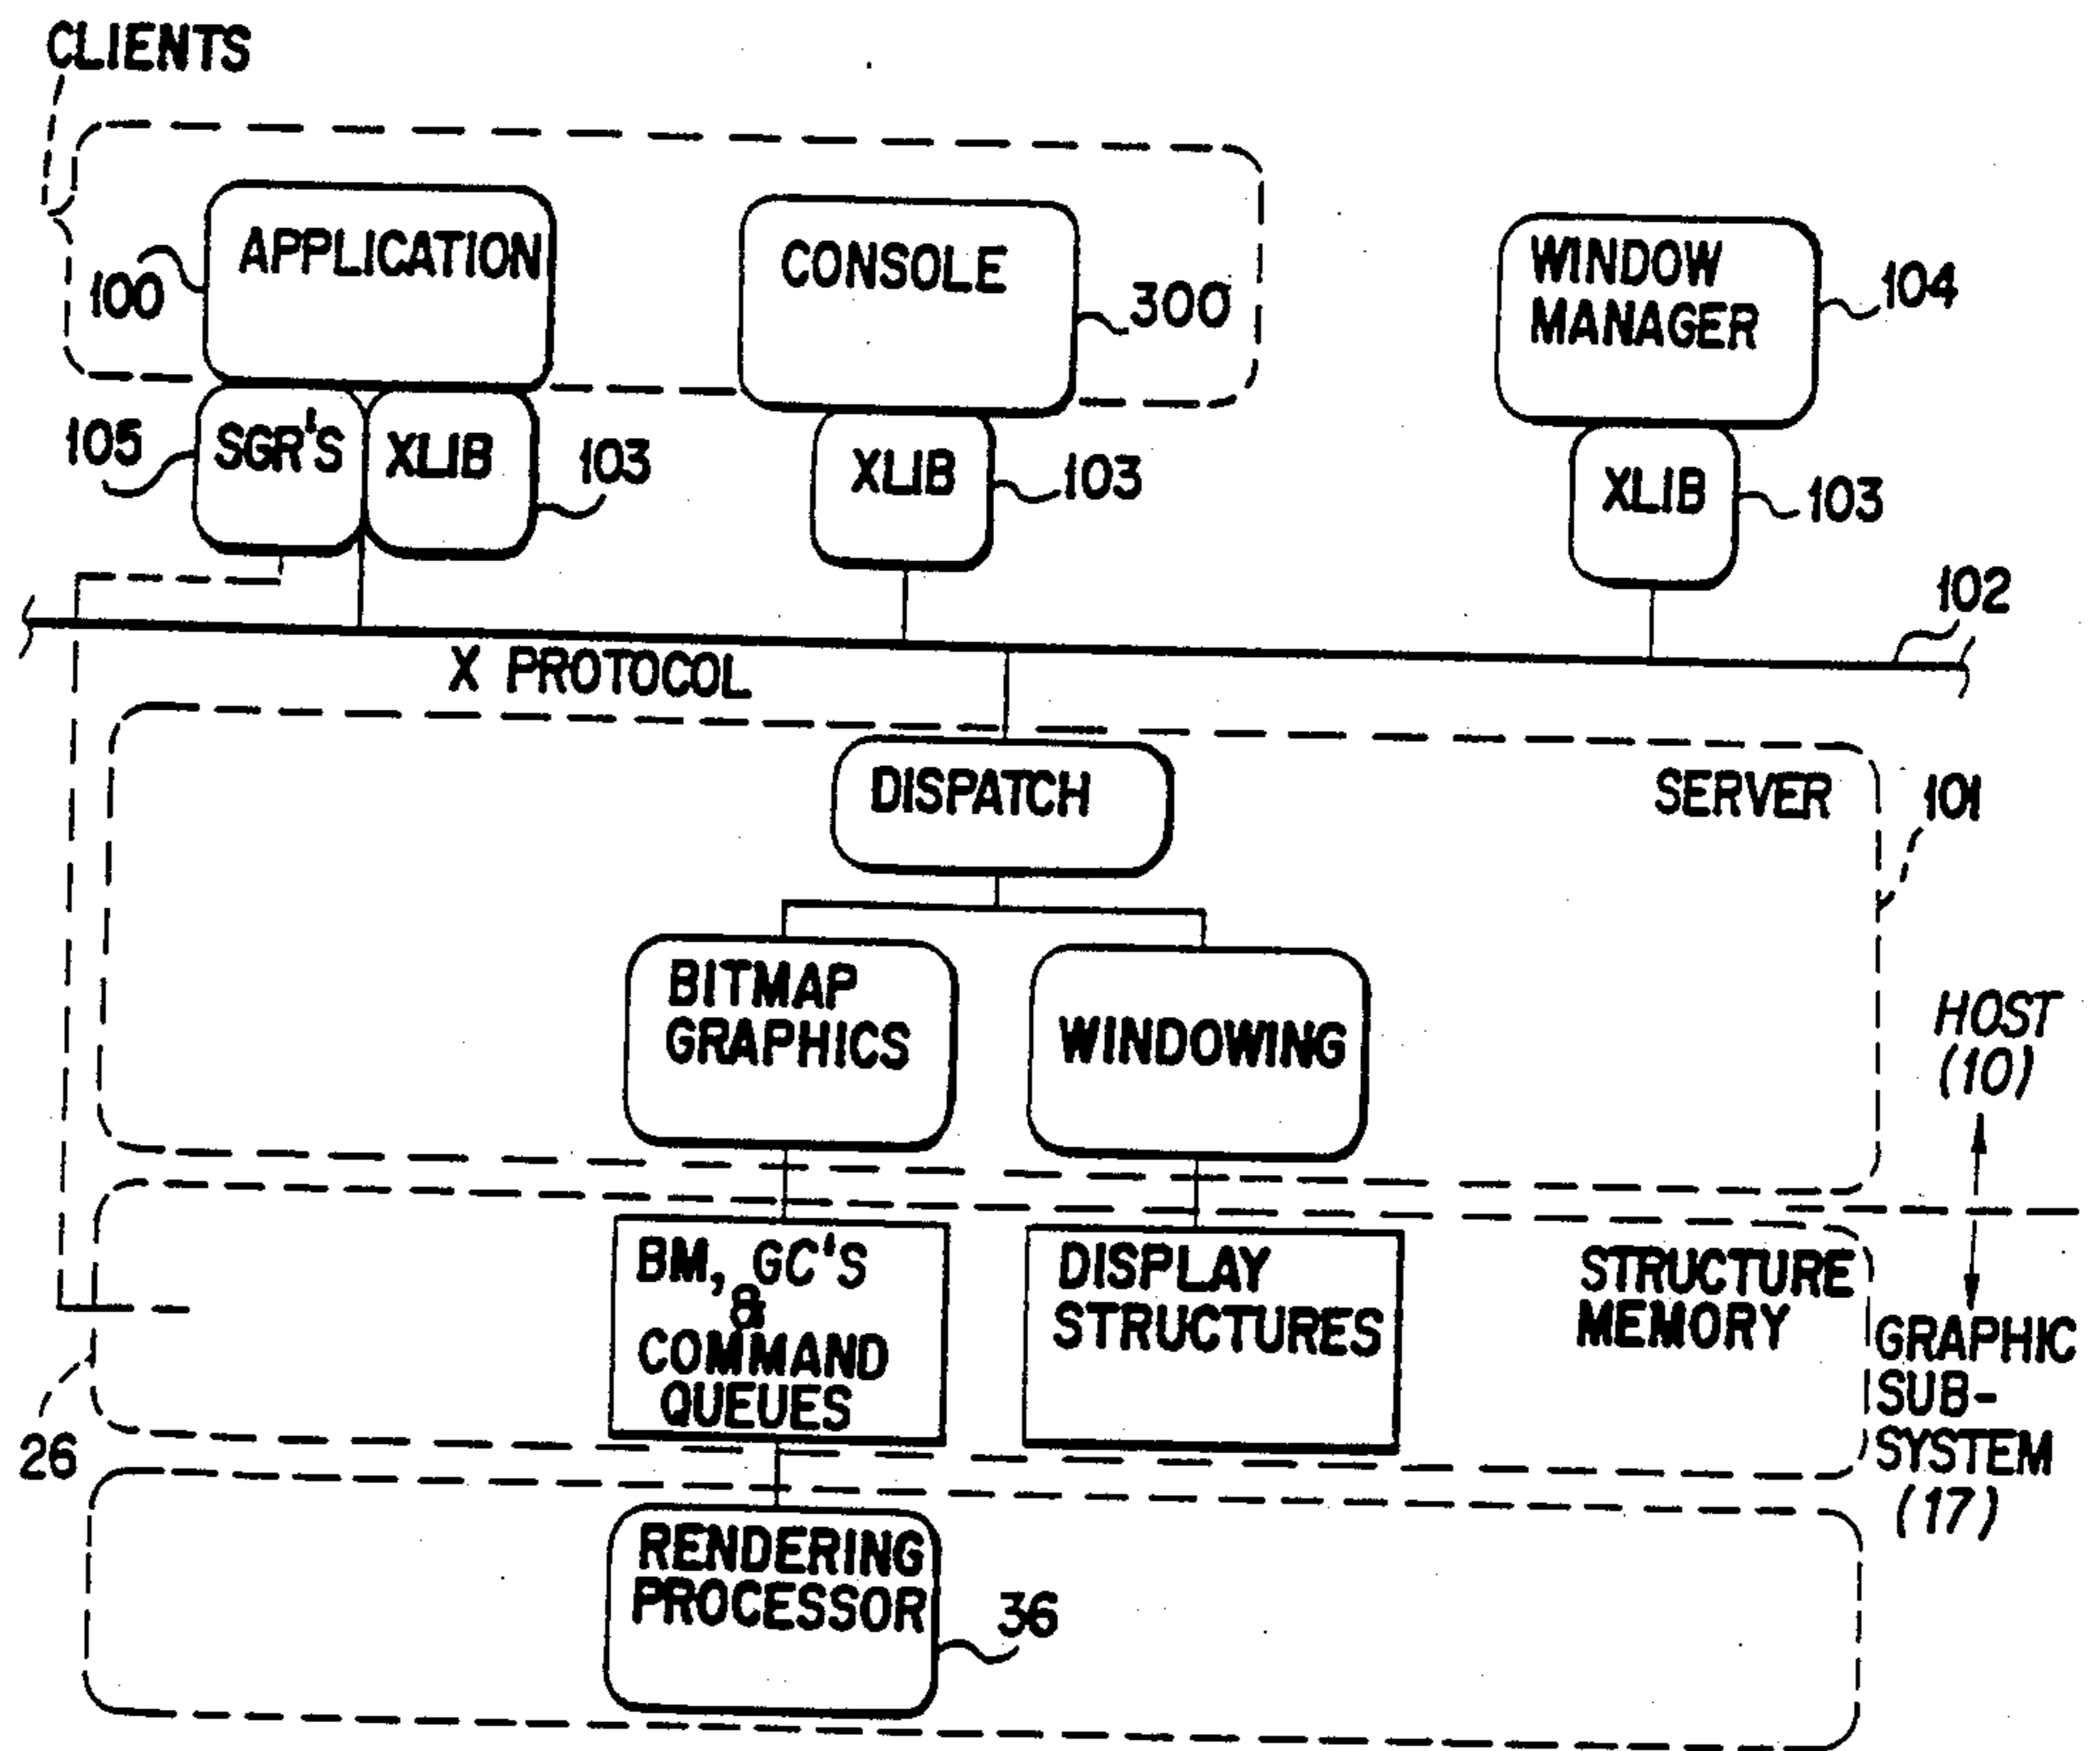 CLIENTS
APPLICATION
100
CONSOLE
300
WINDOW
MANAGER
104
105
SGR'S
XLIB
103
XLIB
103
XLIB
103
102
X PROTOCOL
DISPATCH
SERVER
101
BITMAP
GRAPHICS
WINDOWING
HOST
(10)
BM, GC'S
&
COMMAND
QUEUES
DISPLAY
STRUCTURES
STRUCTURE
MEMORY
GRAPHIC
SUB-
SYSTEM
(17)
26
RENDERING
PROCESSOR
36